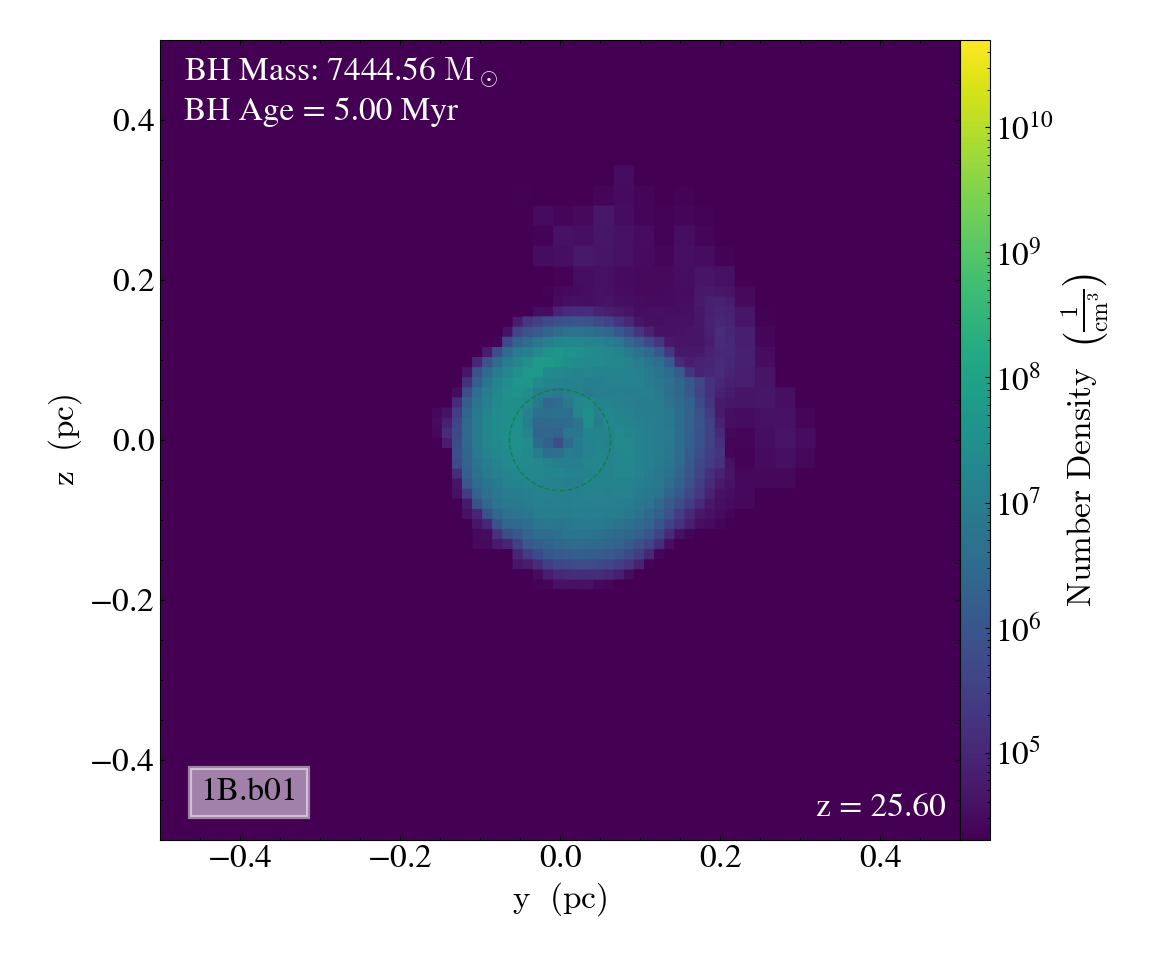 BH Mass: 7444.56 M⊙
BH Age = 5.00 Myr
0.4
0.2
0.0
−0.2
−0.4
z (pc)
1B.b01
z = 25.60
−0.4 −0.2 0.0 0.2 0.4
y (pc)
10¹⁰
10⁹
10⁸
10⁷
10⁶
10⁵
Number Density (1/cm³)